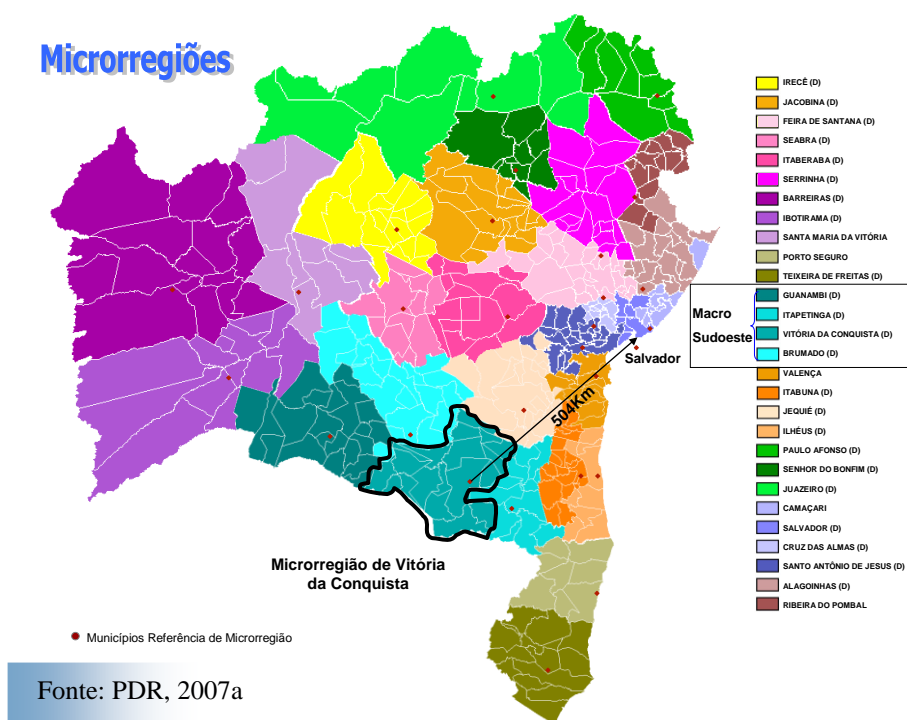 Microrregiões
IRECÊ (D)
JACOBINA (D)
FEIRA DE SANTANA (D)
SEABRA (D)
ITABERABA (D)
SERRINHA (D)
BARREIRAS (D)
IBOTIRAMA (D)
SANTA MARIA DA VITÓRIA
PORTO SEGURO
TEIXEIRA DE FREITAS (D)
GUANAMBI (D)
ITAPETINGA (D)
VITÓRIA DA CONQUISTA (D)
BRUMADO (D)
VALENÇA
ITABUNA (D)
JEQUIÉ (D)
ILHÉUS (D)
PAULO AFONSO (D)
SENHOR DO BONFIM (D)
JUAZEIRO (D)
CAMAÇARI
SALVADOR (D)
CRUZ DAS ALMAS (D)
SANTO ANTÔNIO DE JESUS (D)
ALAGOINHAS (D)
RIBEIRA DO POMBAL
Macro
Sudoeste
Salvador
504Km
Microrregião de Vitória
da Conquista
Municípios Referência de Microrregião
Fonte: PDR, 2007a